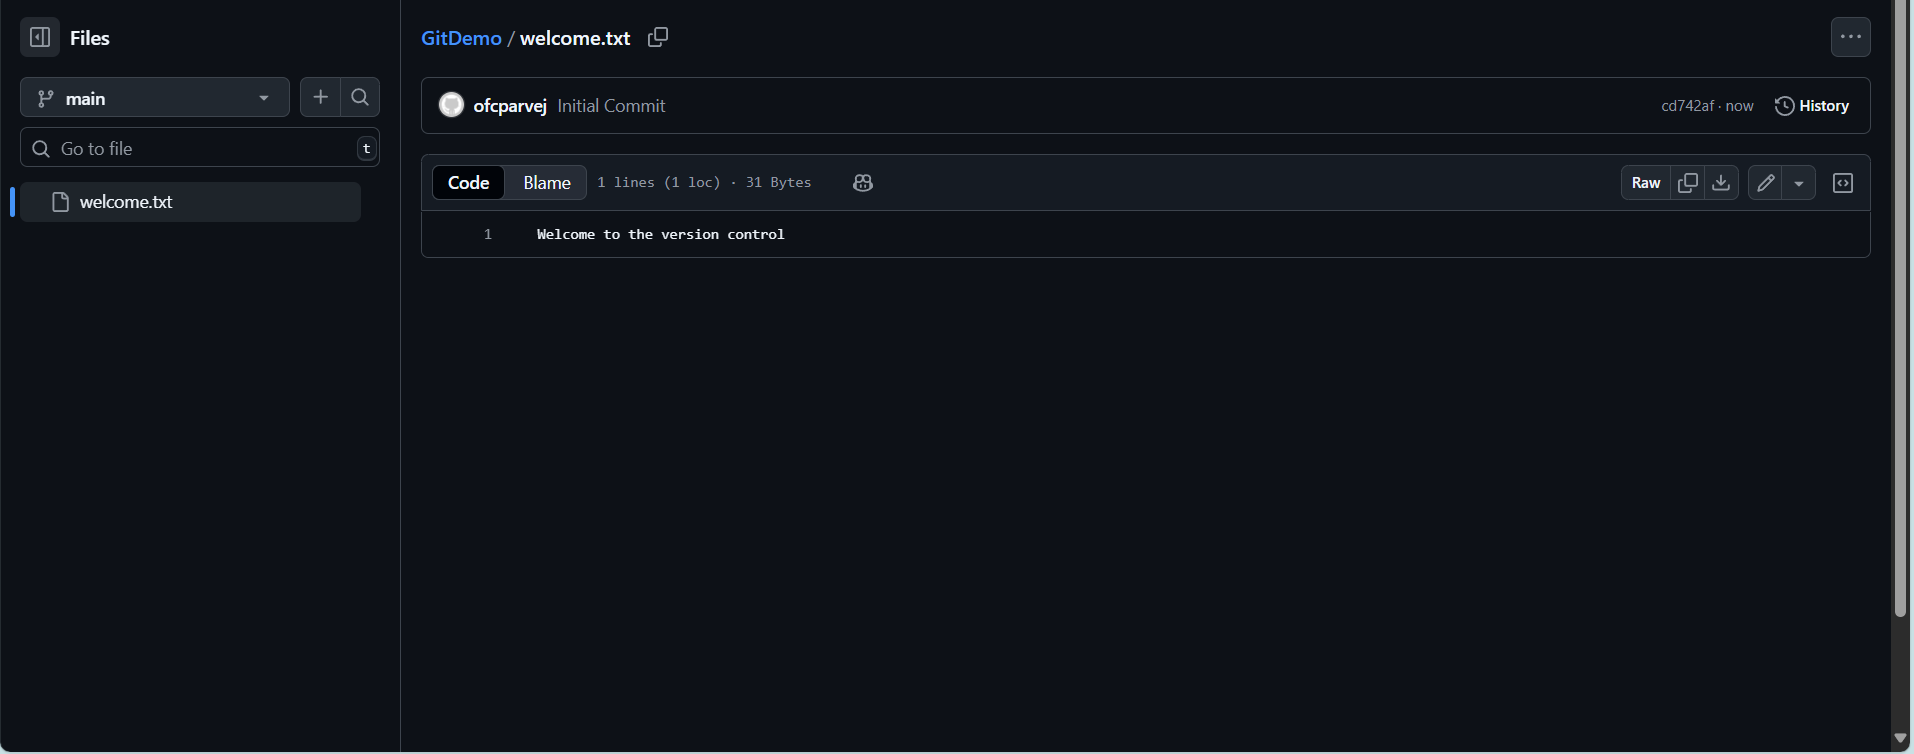 Files
main
Go to file
t
welcome.txt
GitDemo / welcome.txt
ofcparvej Initial Commit
cd742af · now
History
Code
Blame
1 lines (1 loc) · 31 Bytes
Raw
1 Welcome to the version control